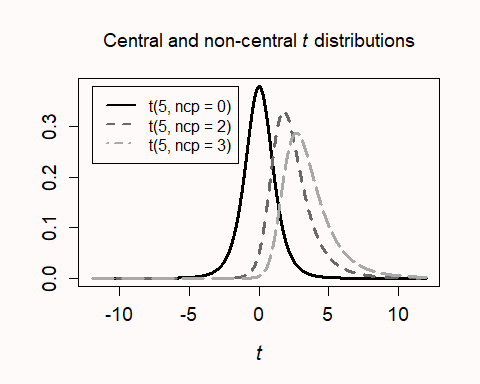 Central and non-central t distributions
t(5, ncp = 0)
t(5, ncp = 2)
t(5, ncp = 3)
0.3
0.2
0.1
0.0
-10 -5 0 5 10
t